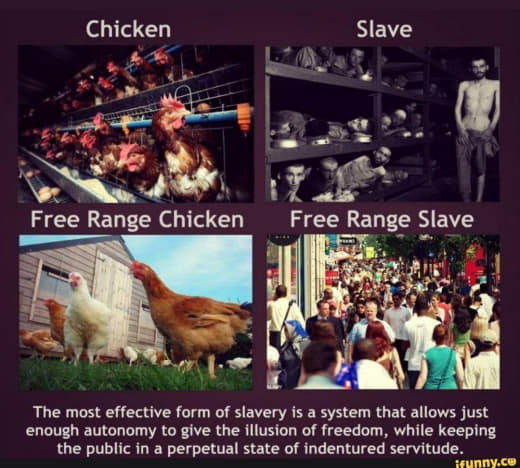 Chicken
Slave
Free Range Chicken
Free Range Slave
The most effective form of slavery is a system that allows just
enough autonomy to give the illusion of freedom, while keeping
the public in a perpetual state of indentured servitude.
ifunny.co